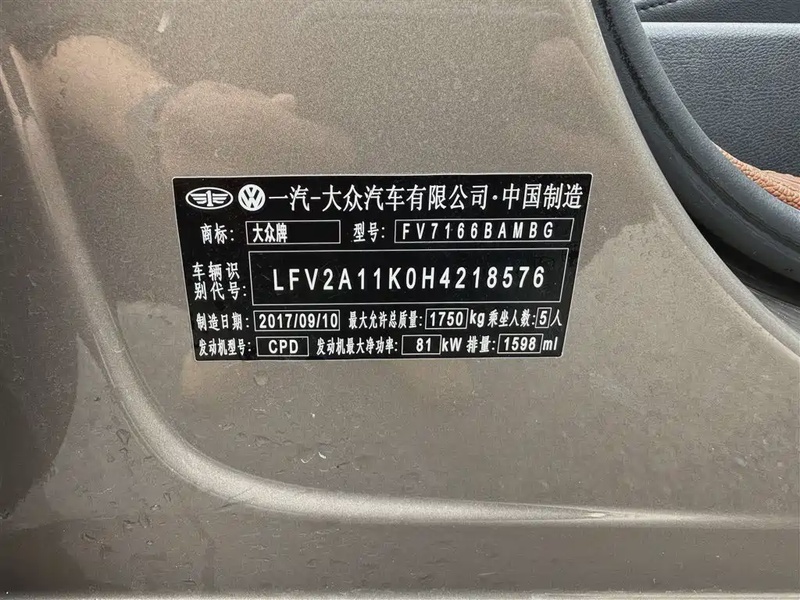 一汽-大众汽车有限公司·中国制造
商标: 大众牌 型号: FV7166BAMBG
车辆识别代号: LFV2A11K0H4218576
制造日期: 2017/09/10 最大允许总质量: 1750 kg 乘坐人数: 5 人
发动机型号: CPD 发动机最大净功率: 81 kW 排量: 1598 ml